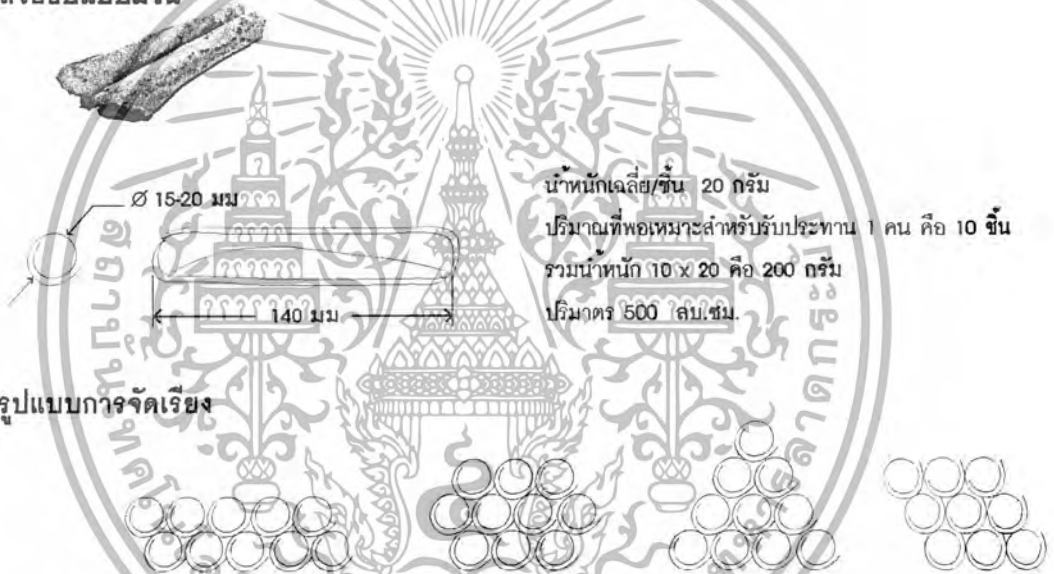 Ø 15-20 มม
140 มม
น้ำหนักเฉลี่ย/ชิ้น 20 กรัม
ปริมาณที่พอเหมาะสำหรับรับประทาน 1 คน คือ 10 ชิ้น
รวมน้ำหนัก 10 x 20 คือ 200 กรัม
ปริมาตร 500 ลบ.ซม.
รูปแบบการจัดเรียง